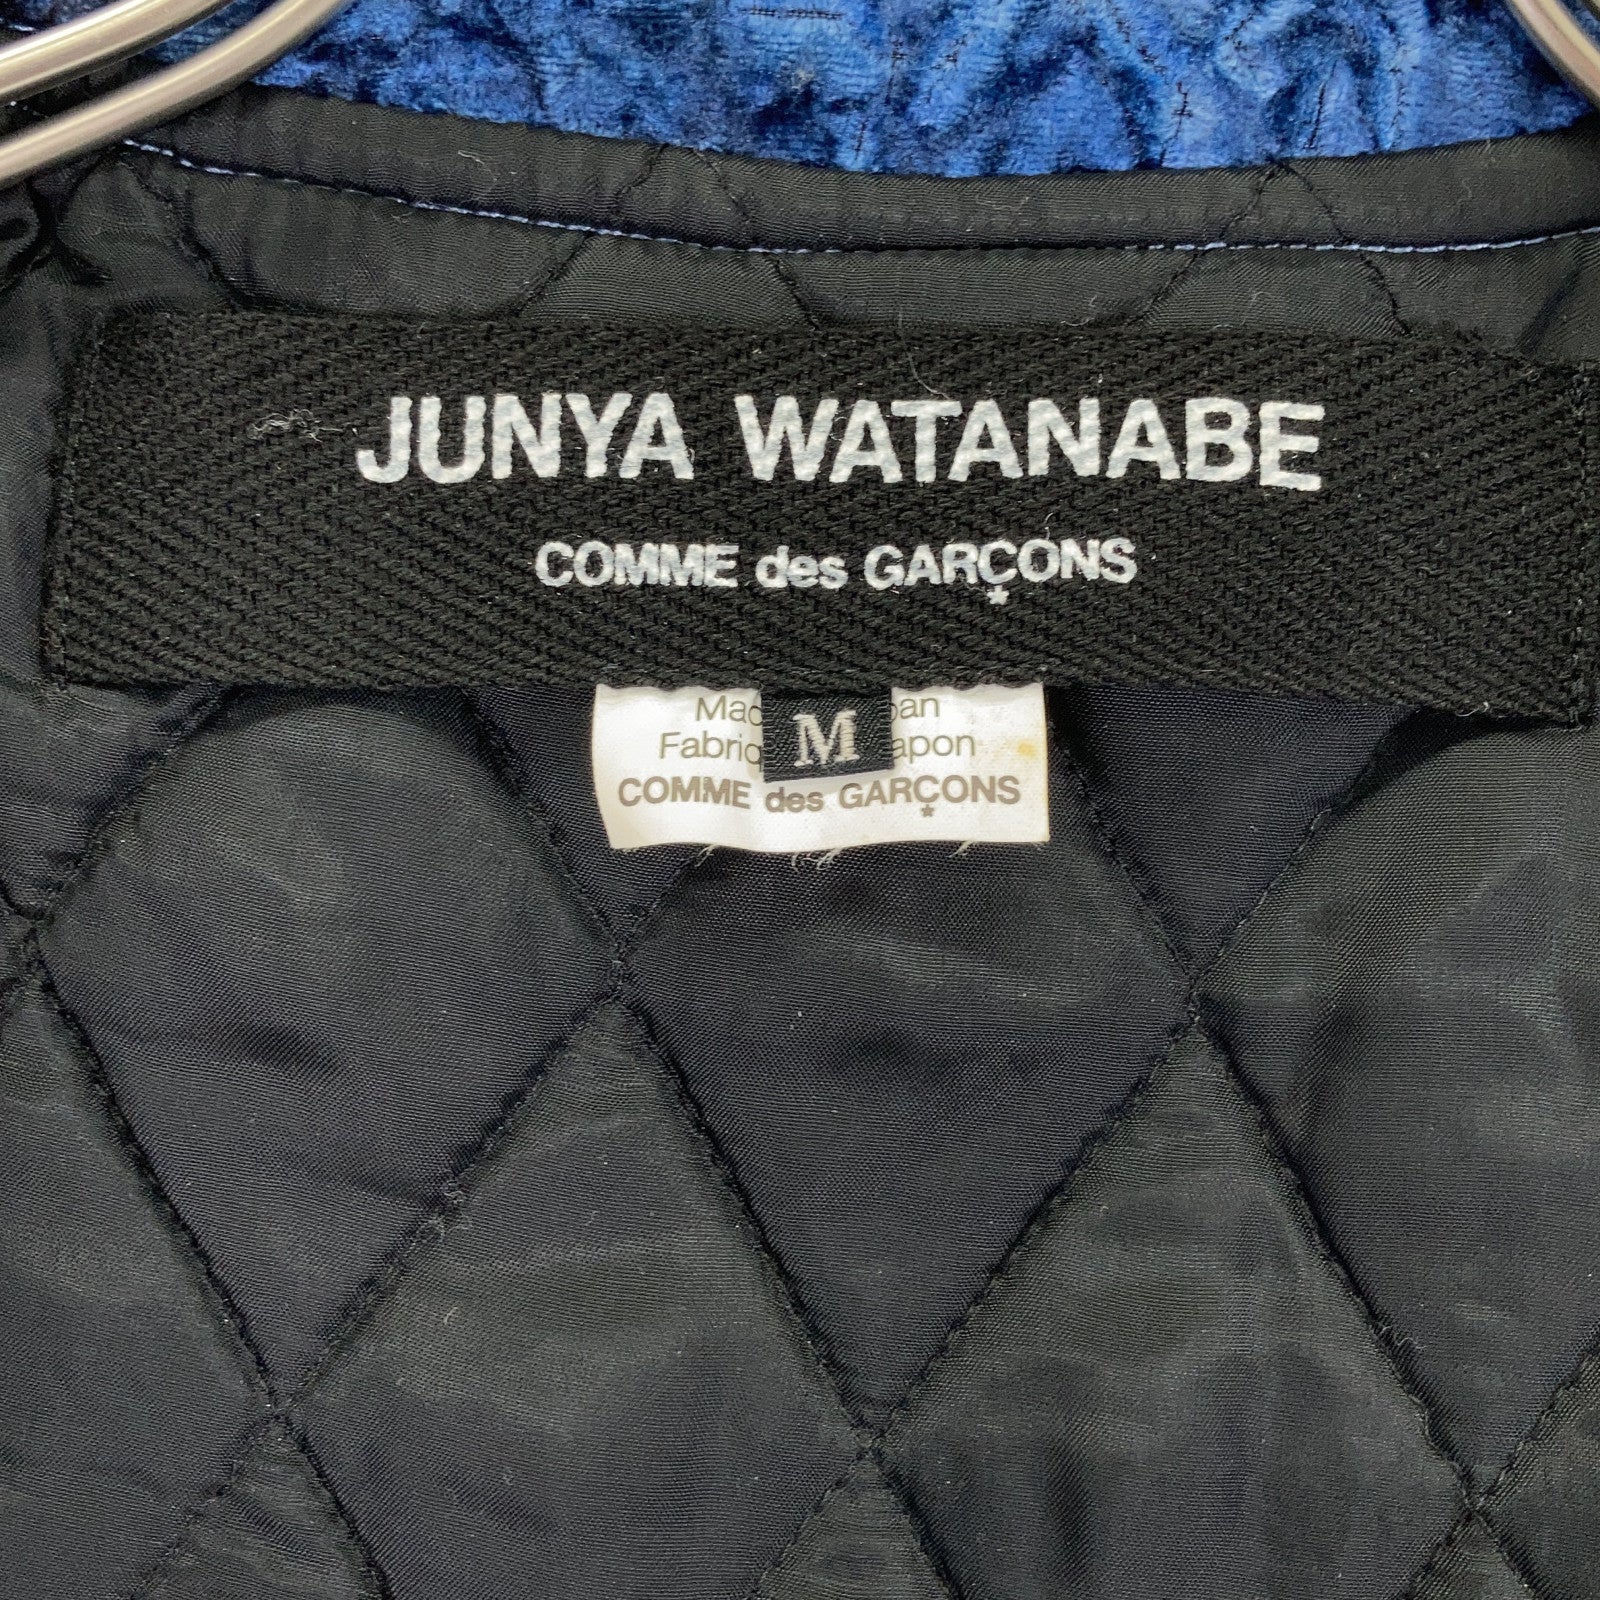 JUNYA WATANABE
COMME des GARÇONS
M
COMME des GARÇONS